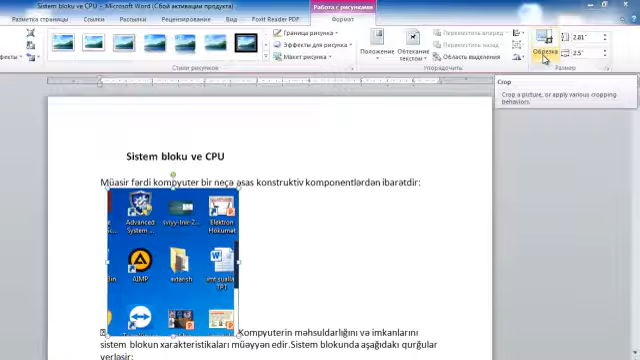 Sistem bloku ve CPU - Microsoft Word (Сбой активации продукта)
Работа с рисунками
Разметка страницы Ссылки Рассылки Рецензирование Вид Foxit Reader PDF Формат
Граница рисунка
Эффекты для рисунка
Макет рисунка
Стили рисунков
Положение
Обтекание текстом
Переместить вперед
Переместить назад
Область выделения
Упорядочить
Обрезка
2.81"
2.5"
Размер
Crop
Crop a picture, or apply various cropping behaviors.
Sistem bloku ve CPU
Müasir fərdi kompyuter bir neçə əsas konstruktiv komponentlərdən ibarətdir:
Advanced System ...
Elektron Hökumət
AIMP
axtarish
Kompyuterin məhsuldarlığını və imkanlarını
sistem blokun xarakteristikaları müəyyən edir.Sistem blokunda aşağıdakı qurğular
yerləşir: